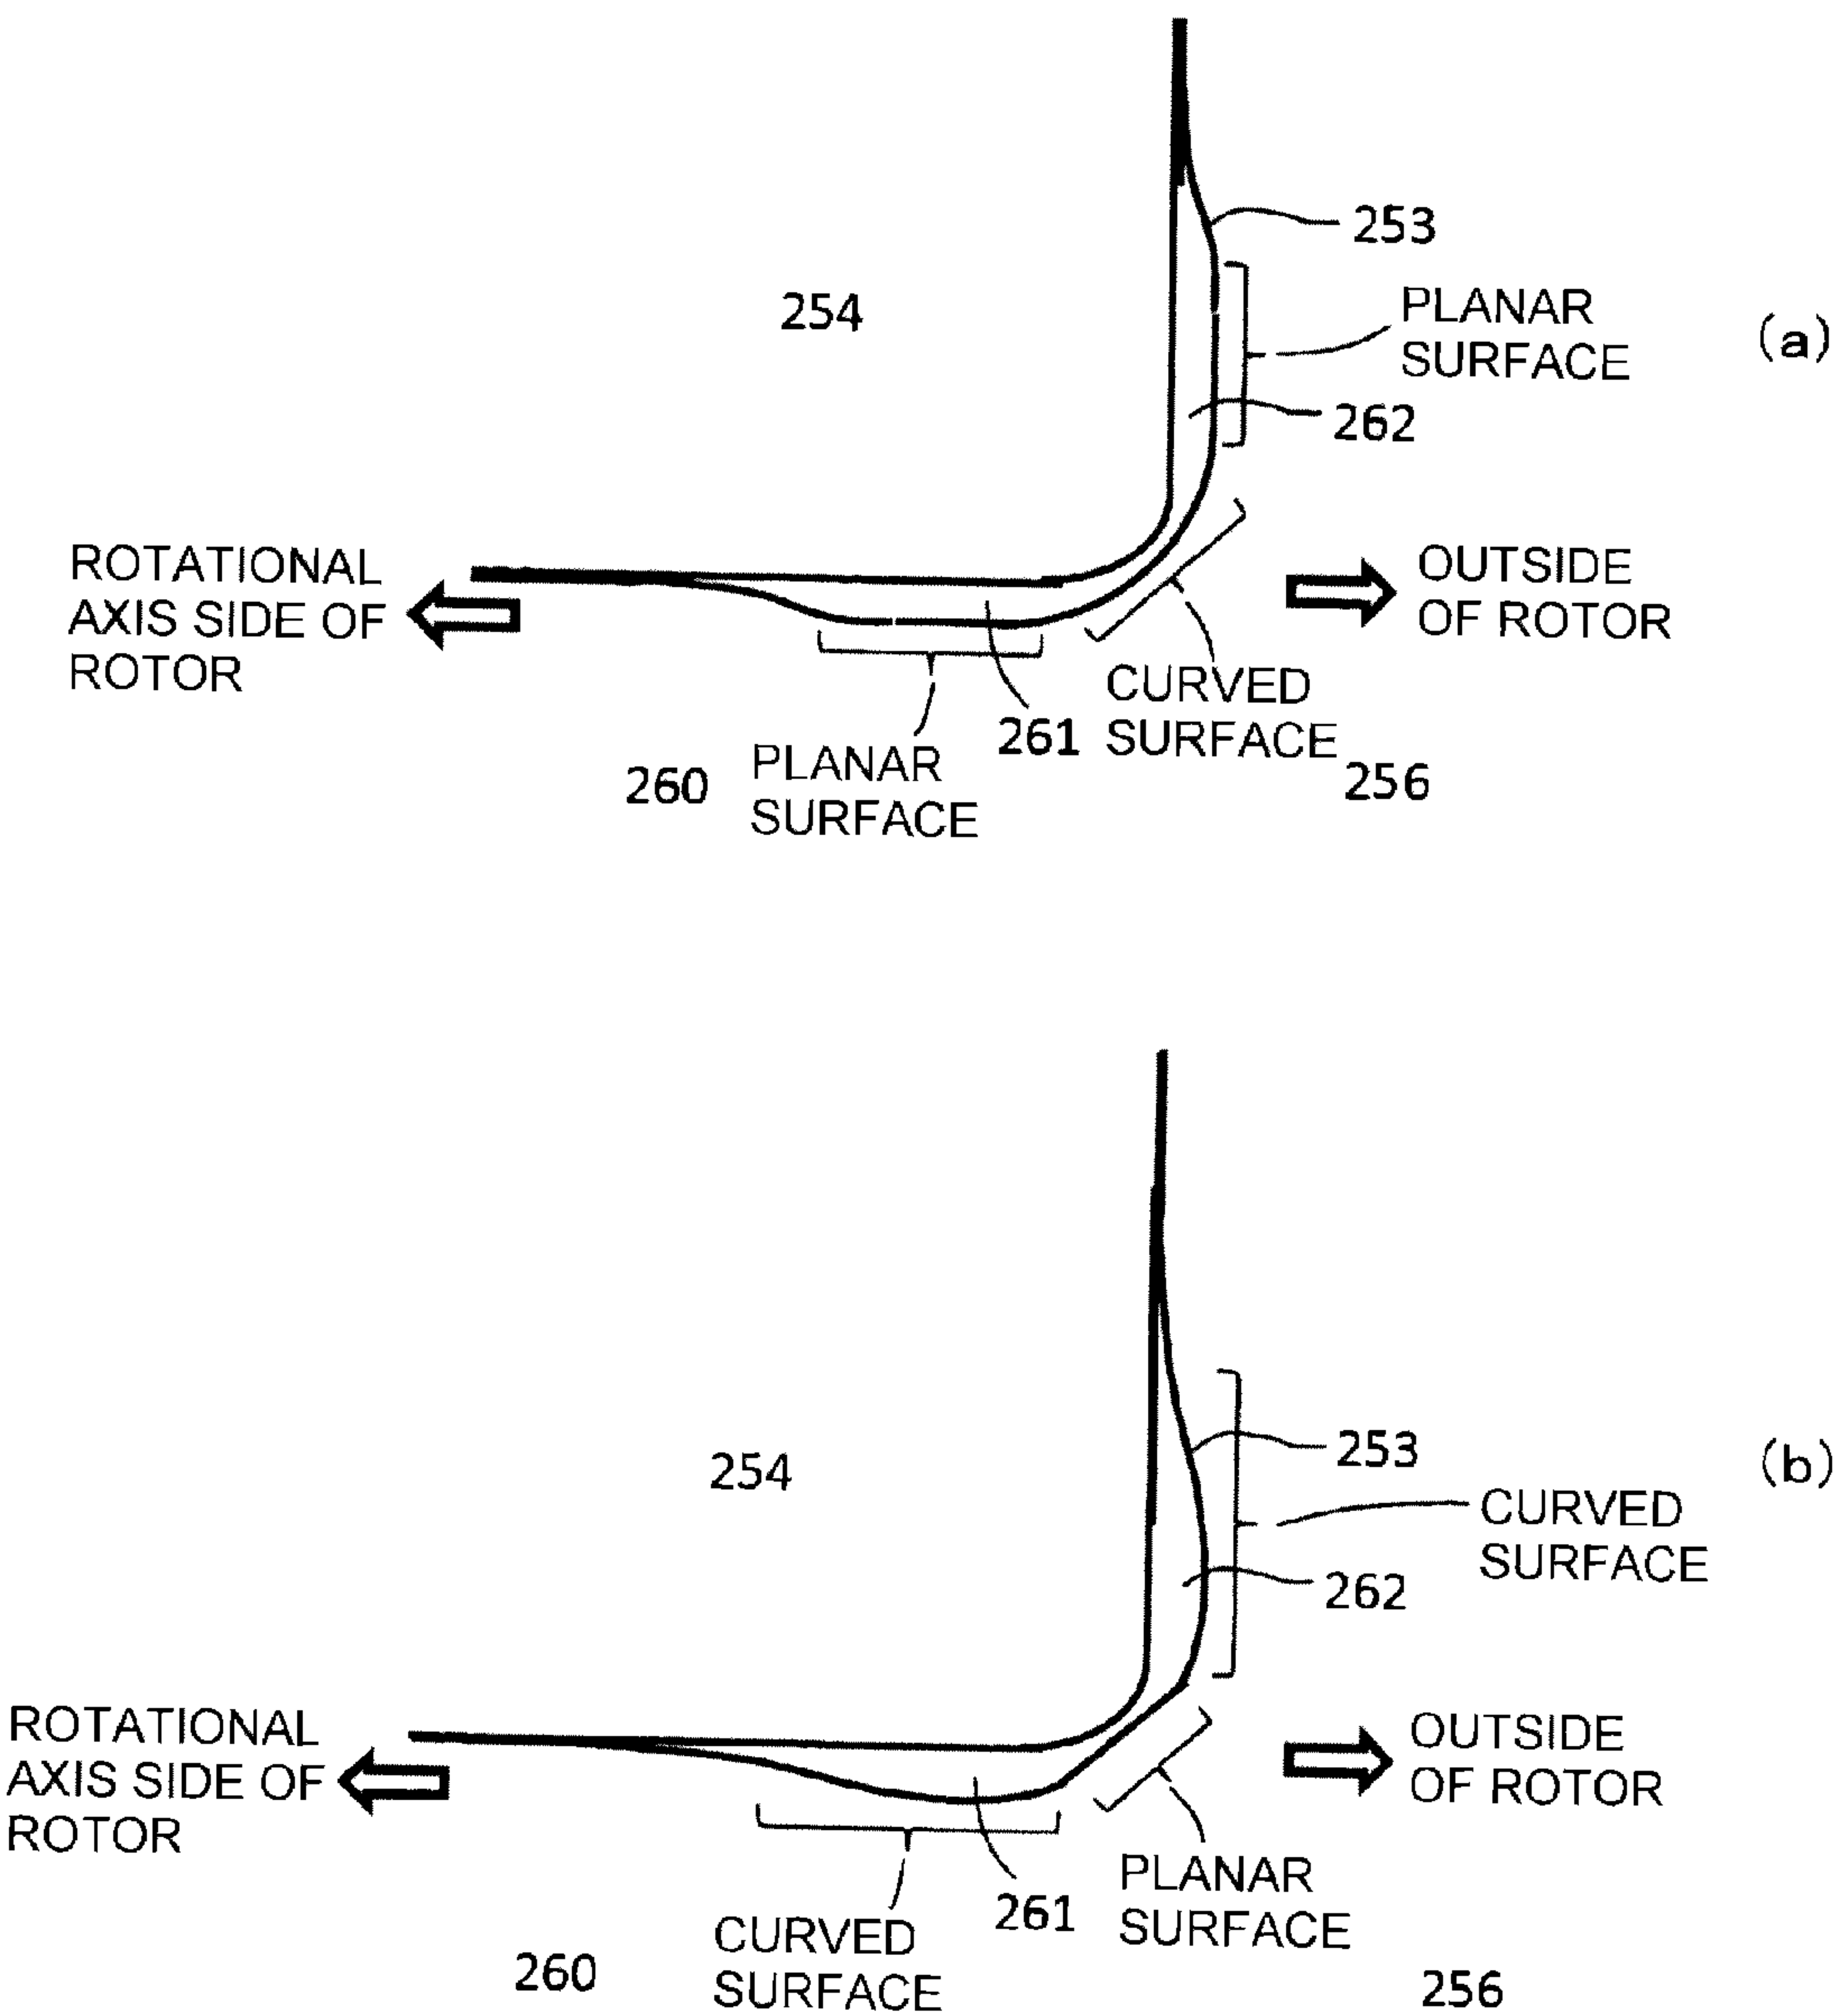 253
254
PLANAR
SURFACE
(a)
262
ROTATIONAL
AXIS SIDE OF
ROTOR
OUTSIDE
OF ROTOR
CURVED
SURFACE
261
PLANAR
SURFACE
260
256
253
254
(b)
CURVED
SURFACE
262
ROTATIONAL
AXIS SIDE OF
ROTOR
OUTSIDE
OF ROTOR
PLANAR
SURFACE
261
CURVED
SURFACE
260
256